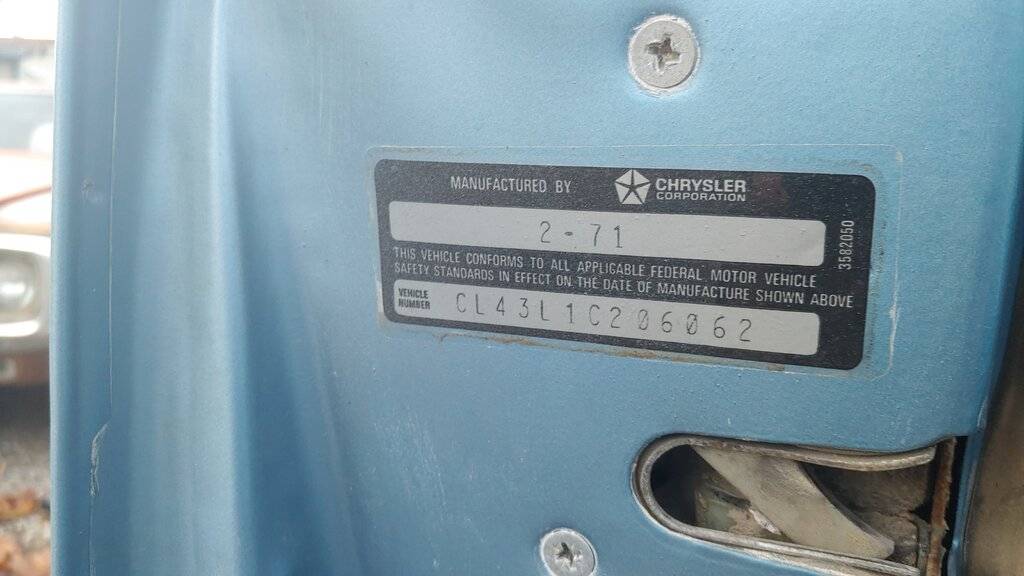 MANUFACTURED BY CHRYSLER CORPORATION
2-71
3582050
THIS VEHICLE CONFORMS TO ALL APPLICABLE FEDERAL MOTOR VEHICLE
SAFETY STANDARDS IN EFFECT ON THE DATE OF MANUFACTURE SHOWN ABOVE
VEHICLE NUMBER CL43L1C206062